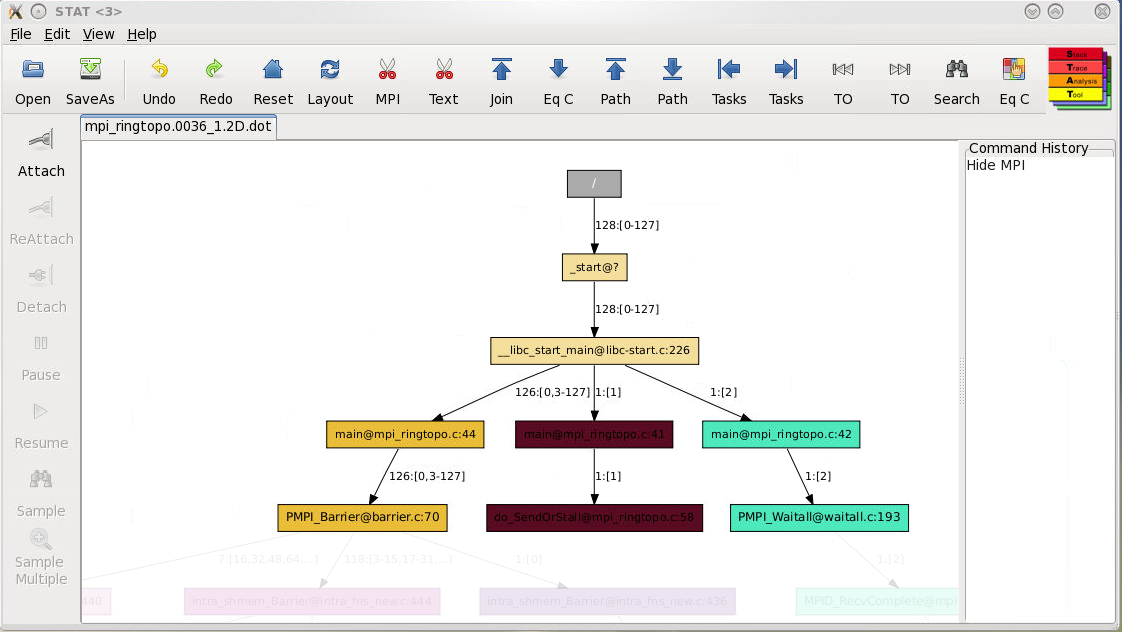 STAT <3>
File Edit View Help
Open SaveAs Undo Redo Reset Layout MPI Text Join Eq C Path Path Tasks Tasks TO TO Search Eq C
Stack
Trace
Analysis
Tool
mpi_ringtopo.0036_1.2D.dot
Attach
ReAttach
Detach
Pause
Resume
Sample
Sample
Multiple
/
128:[0-127]
_start@?
128:[0-127]
__libc_start_main@libc-start.c:226
126:[0,3-127] 1:[1] 1:[2]
main@mpi_ringtopo.c:44 main@mpi_ringtopo.c:41 main@mpi_ringtopo.c:42
126:[0,3-127] 1:[1] 1:[2]
PMPI_Barrier@barrier.c:70 do_SendOrStall@mpi_ringtopo.c:58 PMPI_Waitall@waitall.c:193
7:[16,32,48,64,...] 118:[3-15,17-31,...] 1:[0] 1:[2]
440 intra_shmem_Barrier@intra_fns_new.c:444 intra_shmem_Barrier@intra_fns_new.c:436 MPID_RecvComplete@mpi
Command History
Hide MPI